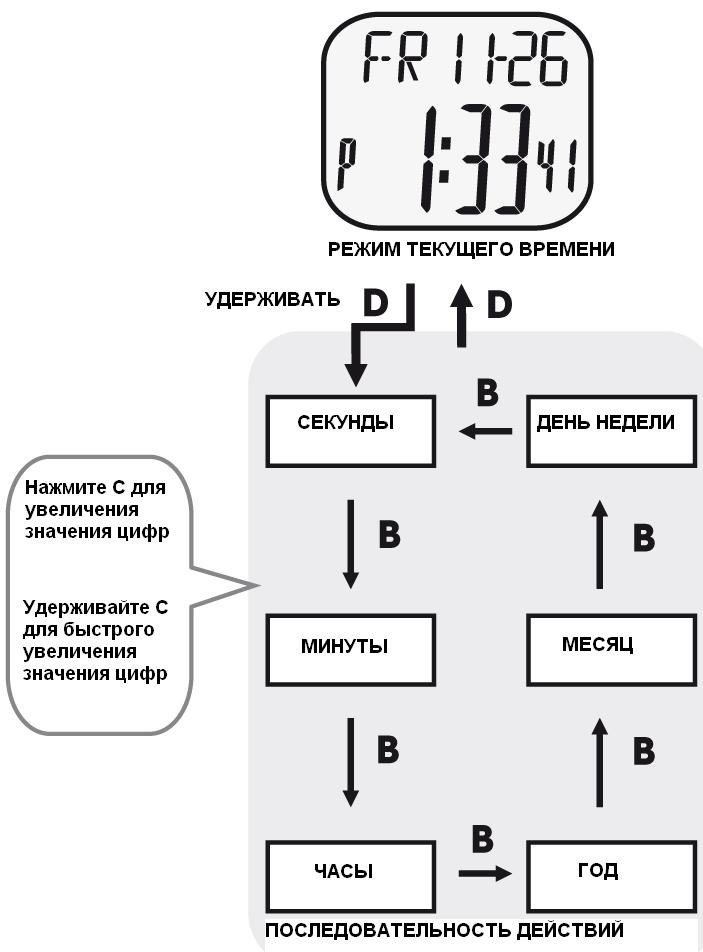 FR 11-26
P 1:33 41
РЕЖИМ ТЕКУЩЕГО ВРЕМЕНИ
УДЕРЖИВАТЬ D
D
СЕКУНДЫ
B
ДЕНЬ НЕДЕЛИ
Нажмите С для
увеличения
значения цифр
Удерживайте С
для быстрого
увеличения
значения цифр
B
B
МИНУТЫ
МЕСЯЦ
B
B
ЧАСЫ
B
ГОД
ПОСЛЕДОВАТЕЛЬНОСТЬ ДЕЙСТВИЙ